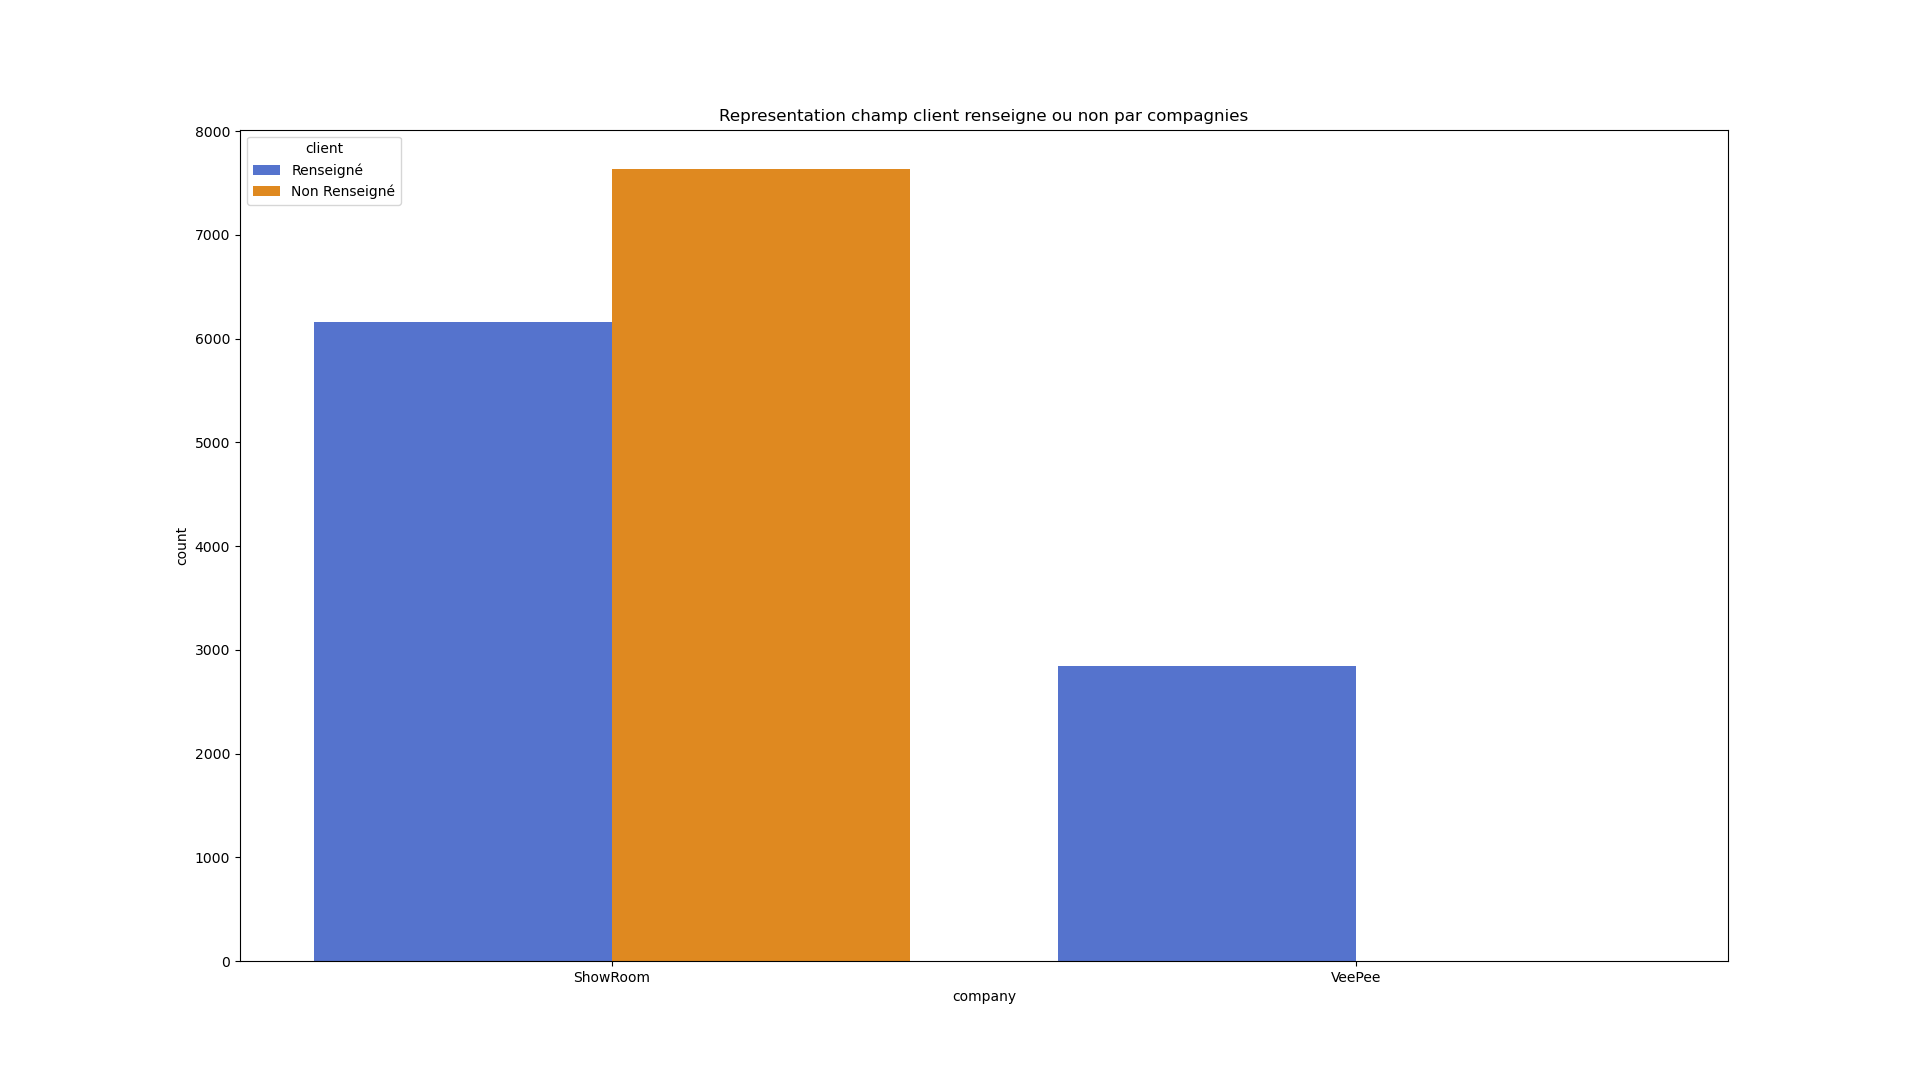 Representation champ client renseigne ou non par compagnies
client
Renseigné
Non Renseigné
8000
7000
6000
5000
4000
3000
2000
1000
0
count
ShowRoom
VeePee
company